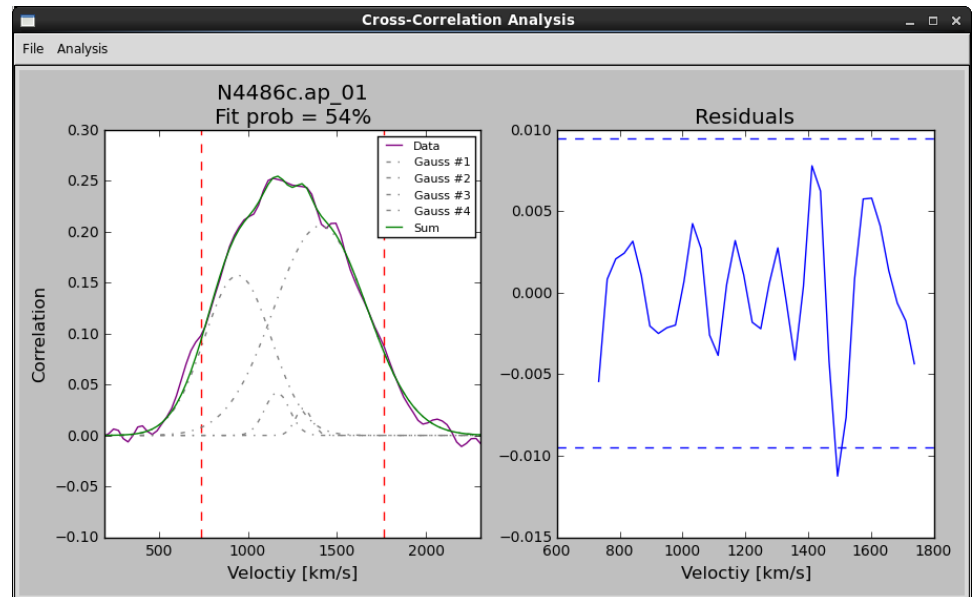 Cross-Correlation Analysis
File Analysis
N4486c.ap_01
Fit prob = 54%
0.30
0.25
0.20
0.15
0.10
0.05
0.00
−0.05
−0.10
Correlation
500 1000 1500 2000
Veloctiy [km/s]
Data
Gauss #1
Gauss #2
Gauss #3
Gauss #4
Sum
Residuals
0.010
0.005
0.000
−0.005
−0.010
−0.015
600 800 1000 1200 1400 1600 1800
Veloctiy [km/s]